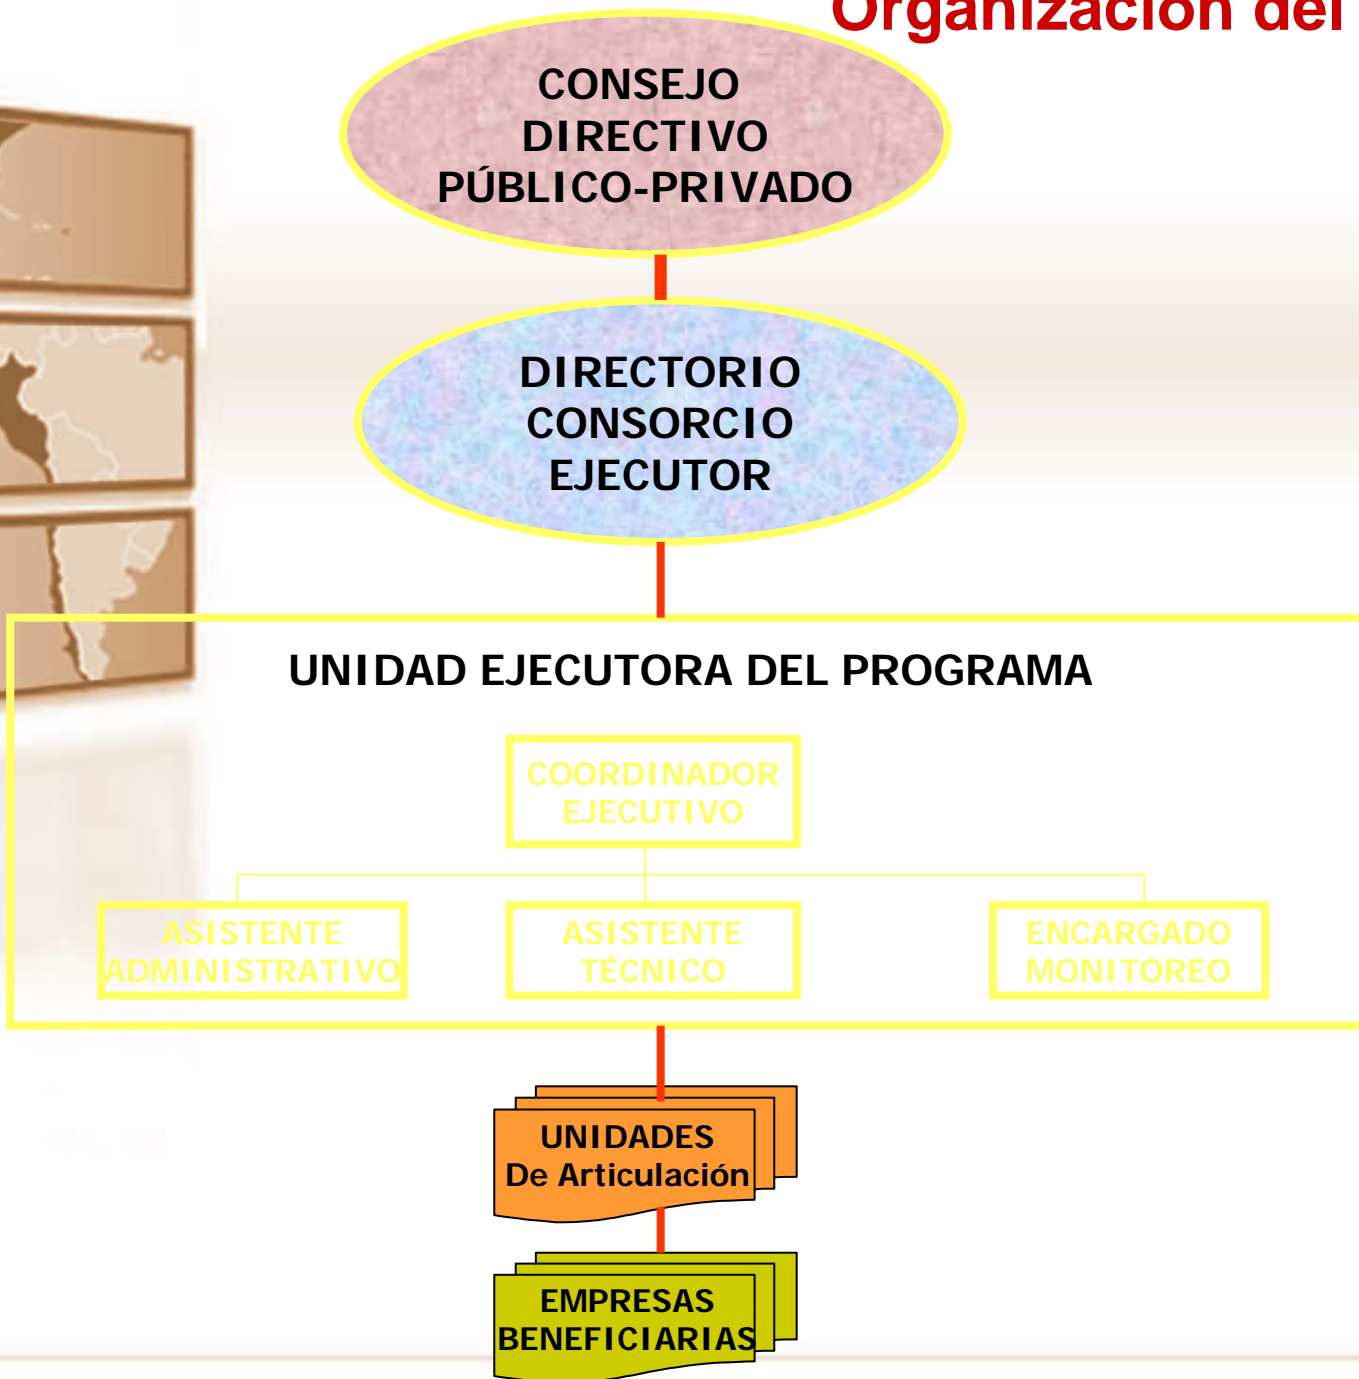 Organización del
CONSEJO
DIRECTIVO
PÚBLICO-PRIVADO
DIRECTORIO
CONSORCIO
EJECUTOR
UNIDAD EJECUTORA DEL PROGRAMA
COORDINADOR
EJECUTIVO
ASISTENTE
ADMINISTRATIVO
ASISTENTE
TÉCNICO
ENCARGADO
MONITOREO
UNIDADES
De Articulación
EMPRESAS
BENEFICIARIAS